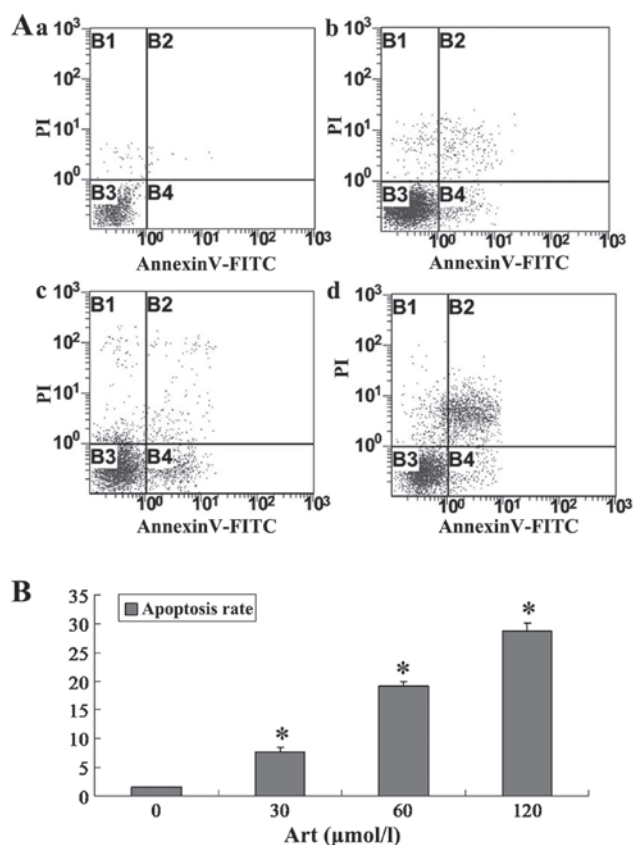 A a
10³
B1
B2
10²
PI
10¹
10⁰
B3
B4
10⁰ 10¹ 10² 10³
AnnexinV-FITC
b
10³
B1
B2
10²
PI
10¹
10⁰
B3
B4
10⁰ 10¹ 10² 10³
AnnexinV-FITC
c
10³
B1
B2
10²
PI
10¹
10⁰
B3
B4
10⁰ 10¹ 10² 10³
AnnexinV-FITC
d
10³
B1
B2
10²
PI
10¹
10⁰
B3
B4
10⁰ 10¹ 10² 10³
AnnexinV-FITC
B
35
30
25
20
15
10
5
0
Apoptosis rate
*
*
*
0 30 60 120
Art (μmol/l)